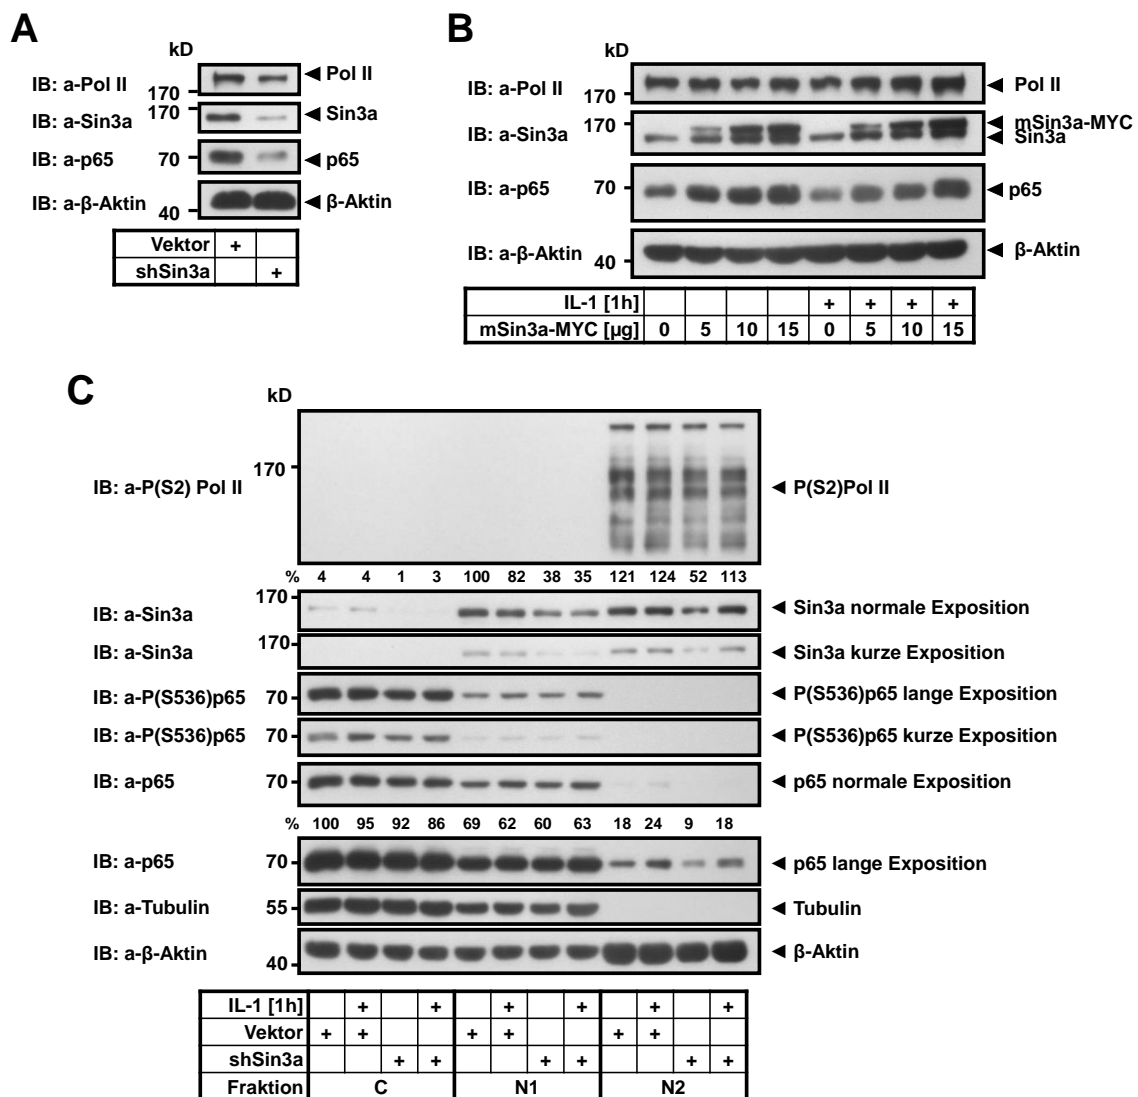 A
kD
IB: a-Pol II
170
Pol II
IB: a-Sin3a
170
Sin3a
IB: a-p65
70
p65
IB: a-β-Aktin
40
β-Aktin
Vektor +
shSin3a +
B
kD
IB: a-Pol II
170
Pol II
IB: a-Sin3a
170
mSin3a-MYC
Sin3a
IB: a-p65
70
p65
IB: a-β-Aktin
40
β-Aktin
IL-1 [1h] + + + +
mSin3a-MYC [µg] 0 5 10 15 0 5 10 15
C
kD
170
IB: a-P(S2) Pol II
P(S2)Pol II
% 4 4 1 3 100 82 38 35 121 124 52 113
170
IB: a-Sin3a
Sin3a normale Exposition
170
IB: a-Sin3a
Sin3a kurze Exposition
IB: a-P(S536)p65 70 P(S536)p65 lange Exposition
IB: a-P(S536)p65 70 P(S536)p65 kurze Exposition
IB: a-p65 70 p65 normale Exposition
% 100 95 92 86 69 62 60 63 18 24 9 18
IB: a-p65 70 p65 lange Exposition
IB: a-Tubulin 55 Tubulin
IB: a-β-Aktin 40 β-Aktin
IL-1 [1h] + + + + + +
Vektor + + + + + +
shSin3a + + + + + +
Fraktion C N1 N2